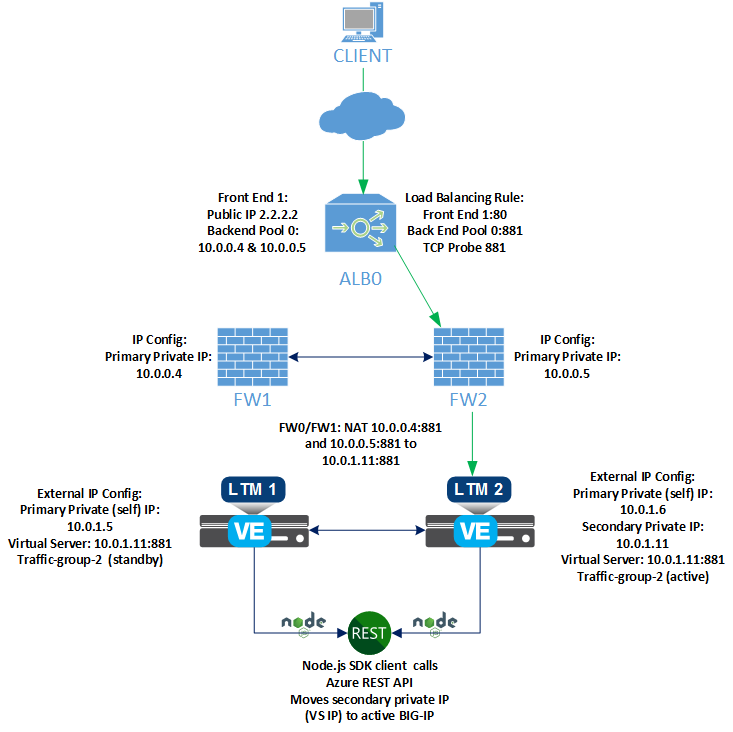 CLIENT
Front End 1:
Public IP 2.2.2.2
Backend Pool 0:
10.0.0.4 & 10.0.0.5
Load Balancing Rule:
Front End 1:80
Back End Pool 0:881
TCP Probe 881
ALB0
IP Config:
Primary Private IP:
10.0.0.4
IP Config:
Primary Private IP:
10.0.0.5
FW1
FW2
FW0/FW1: NAT 10.0.0.4:881
and 10.0.0.5:881 to
10.0.1.11:881
External IP Config:
Primary Private (self) IP:
10.0.1.5
Virtual Server: 10.0.1.11:881
Traffic-group-2 (standby)
LTM 1
VE
LTM 2
VE
External IP Config:
Primary Private (self) IP:
10.0.1.6
Secondary Private IP:
10.0.1.11
Virtual Server: 10.0.1.11:881
Traffic-group-2 (active)
node
JS
REST
node
JS
Node.js SDK client calls
Azure REST API
Moves secondary private IP
(VS IP) to active BIG-IP